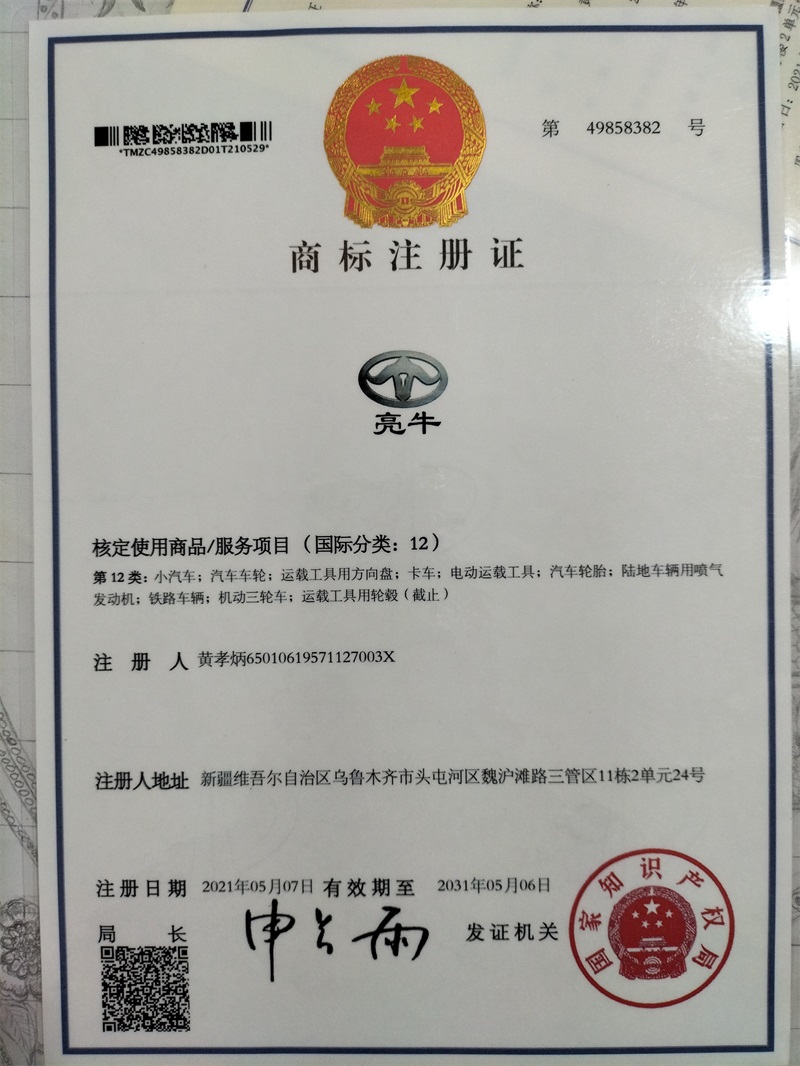 *TMZC49858382D01T210529*
第 49858382 号
商标注册证
亮牛
核定使用商品/服务项目（国际分类：12）
第12类：小汽车；汽车车轮；运载工具用方向盘；卡车；电动运载工具；汽车轮胎；陆地车辆用喷气
发动机；铁路车辆；机动三轮车；运载工具用轮毂（截止）
注册人 黄孝炳65010619571127003X
注册人地址 新疆维吾尔自治区乌鲁木齐市头屯河区魏沪滩路三管区11栋2单元24号
注册日期 2021年05月07日 有效期至 2031年05月06日
局长 申长雨 发证机关
国家知识产权局